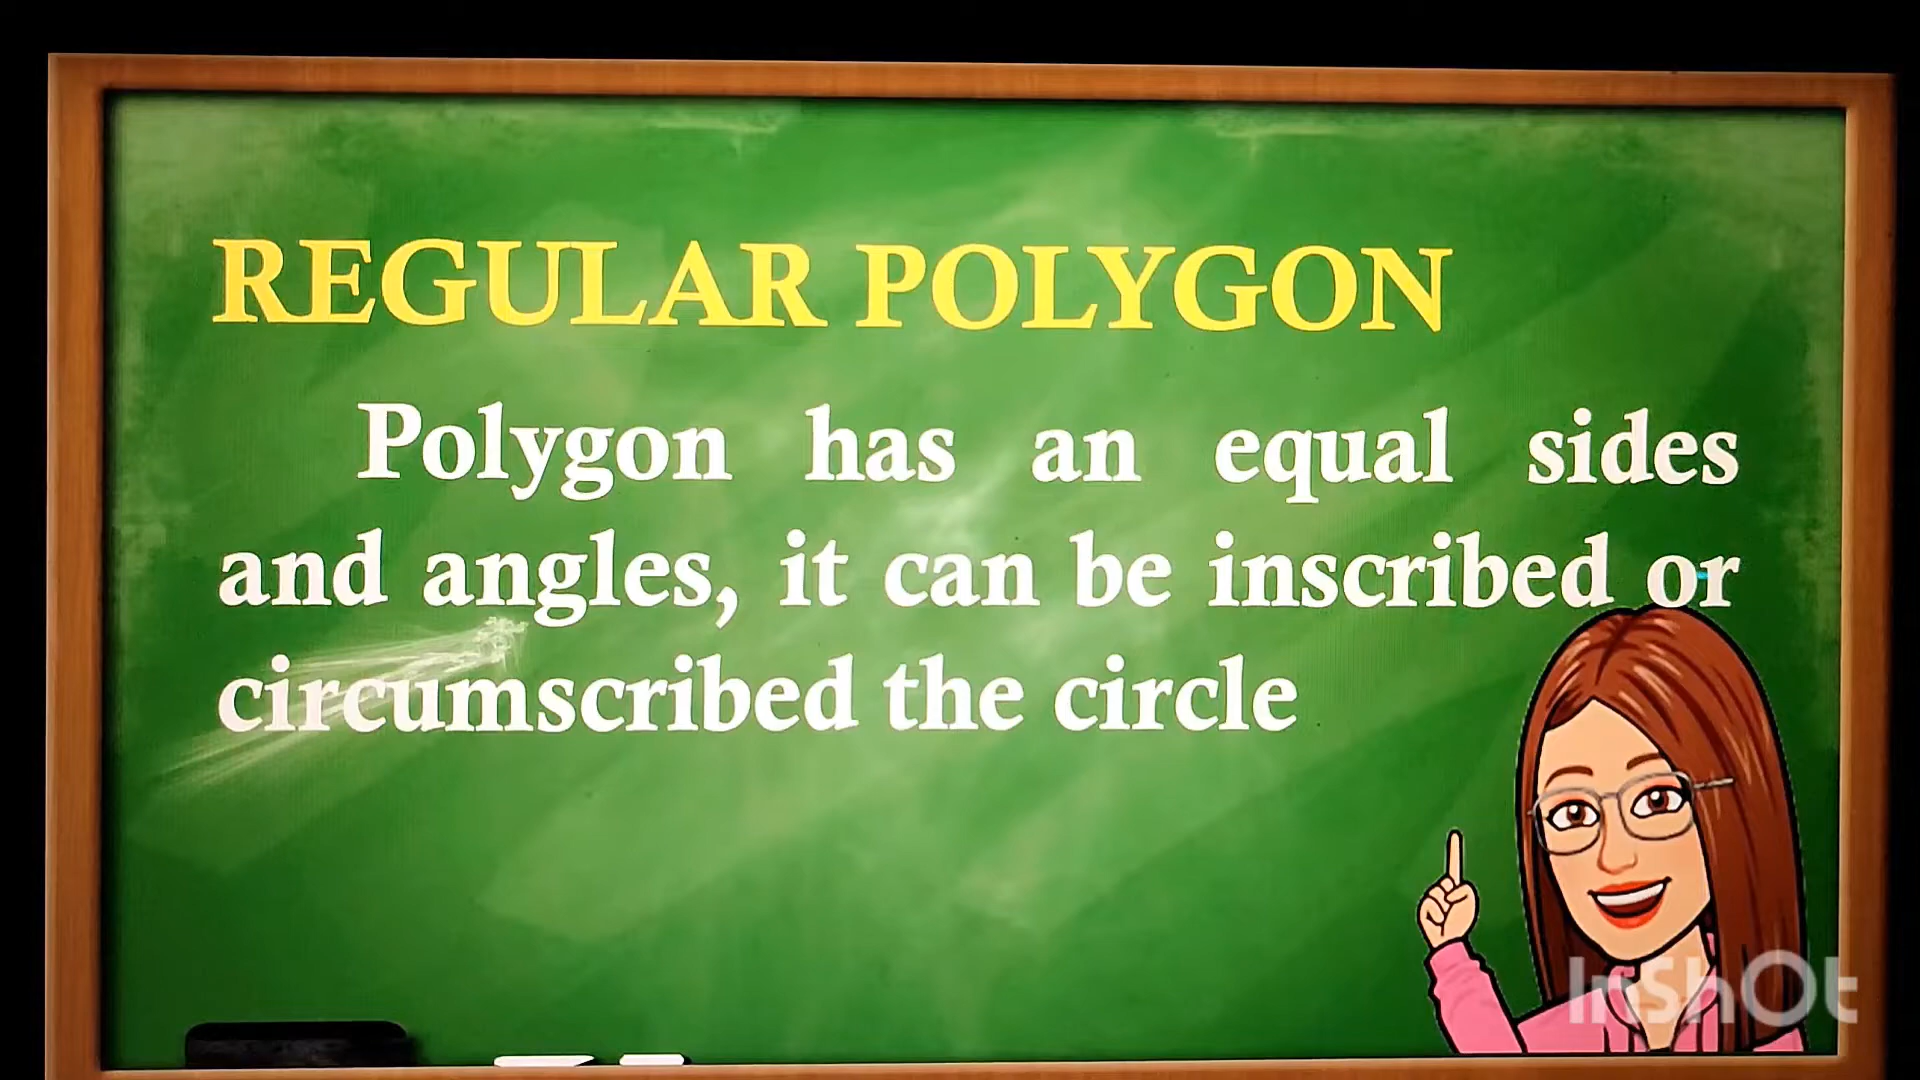 REGULAR POLYGON
Polygon has an equal sides
and angles, it can be inscribed or
circumscribed the circle
InShOt